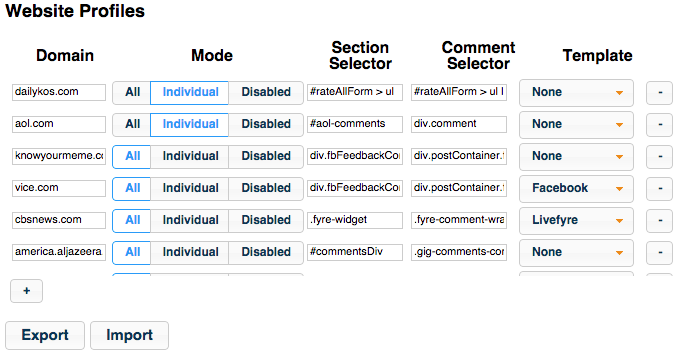 Website Profiles
Domain Mode Section Selector Comment Selector Template
dailykos.com All Individual Disabled #rateAllForm > ul #rateAllForm > ul l None -
aol.com All Individual Disabled #aol-comments div.comment None -
knowyourmeme.co All Individual Disabled div.fbFeedbackCo div.postContainer. None -
vice.com All Individual Disabled div.fbFeedbackCo div.postContainer. Facebook -
cbsnews.com All Individual Disabled .fyre-widget .fyre-comment-wra Livefyre -
america.aljazeera All Individual Disabled #commentsDiv .gig-comments-cor None -
+
Export Import